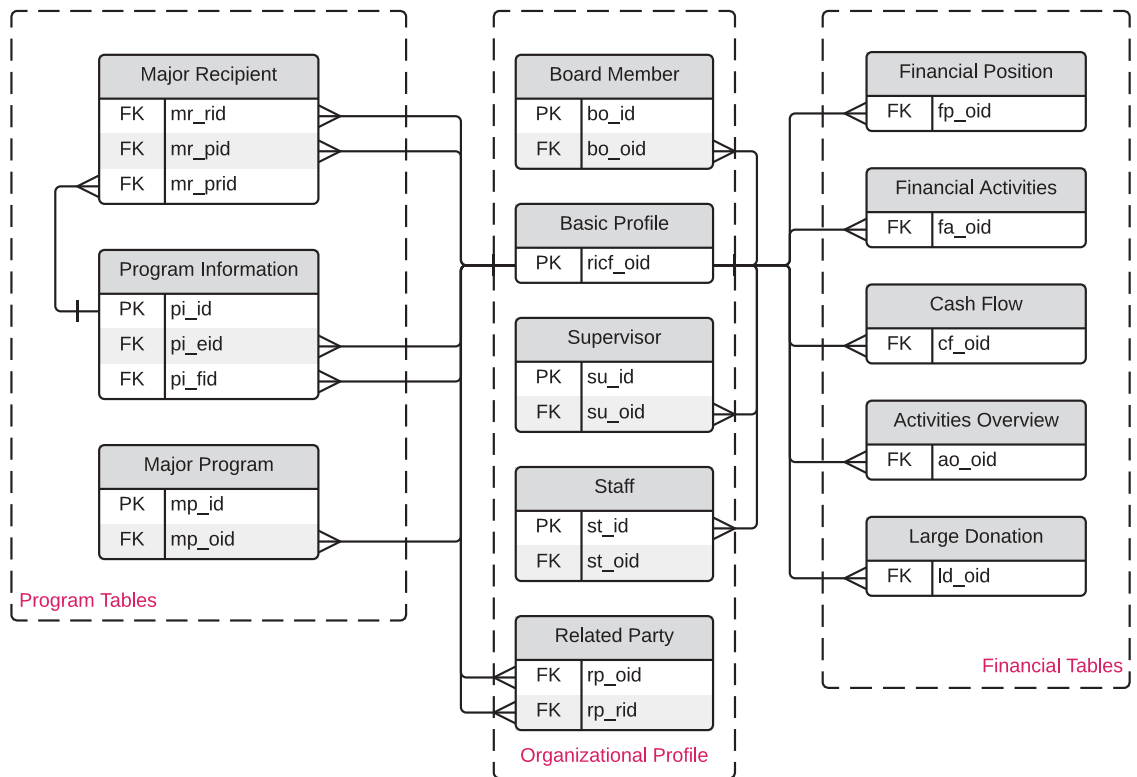 Major Recipient
FK mr_rid
FK mr_pid
FK mr_prid
Program Information
PK pi_id
FK pi_eid
FK pi_fid
Major Program
PK mp_id
FK mp_oid
Program Tables
Board Member
PK bo_id
FK bo_oid
Basic Profile
PK ricf_oid
Supervisor
PK su_id
FK su_oid
Staff
PK st_id
FK st_oid
Related Party
FK rp_oid
FK rp_rid
Organizational Profile
Financial Position
FK fp_oid
Financial Activities
FK fa_oid
Cash Flow
FK cf_oid
Activities Overview
FK ao_oid
Large Donation
FK ld_oid
Financial Tables